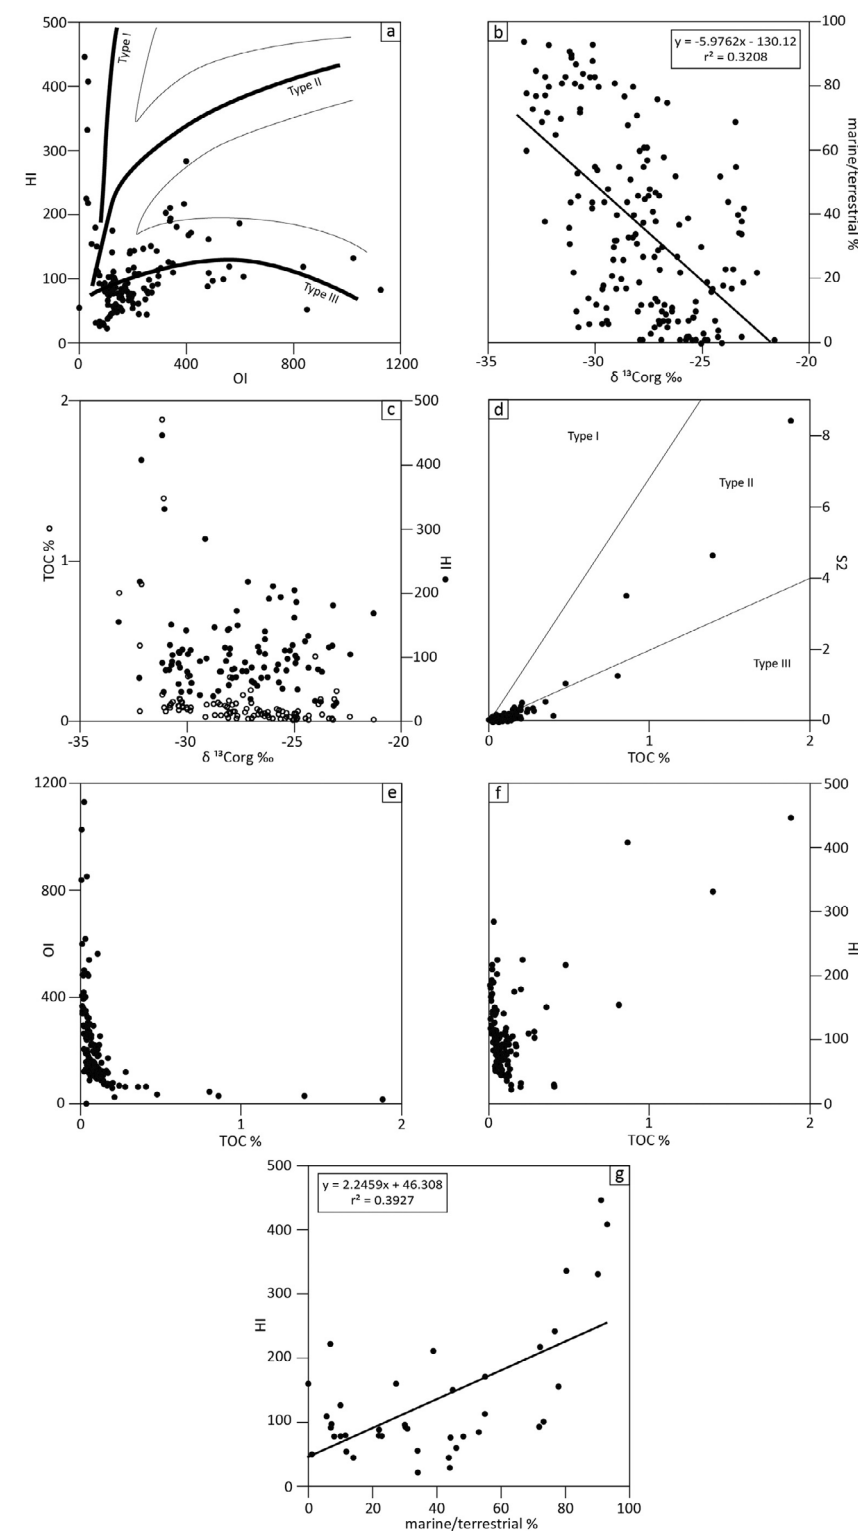 a
500
400
300
200
100
0
HI
Type I
Type II
Type III
0
400
800
1200
OI
b
y = -5.9762x - 130.12
r² = 0.3208
100
80
60
40
20
0
marine/terrestrial %
-35
-30
-25
-20
δ ¹³Corg ‰
c
2
1
0
TOC %
500
400
300
200
100
0
HI
-35
-30
-25
-20
δ ¹³Corg ‰
d
Type I
Type II
Type III
8
6
4
2
0
S2
0
1
2
TOC %
e
1200
800
400
0
OI
0
1
2
TOC %
f
500
400
300
200
100
0
HI
0
1
2
TOC %
g
y = 2.2459x + 46.308
r² = 0.3927
500
400
300
200
100
0
HI
0
20
40
60
80
100
marine/terrestrial %